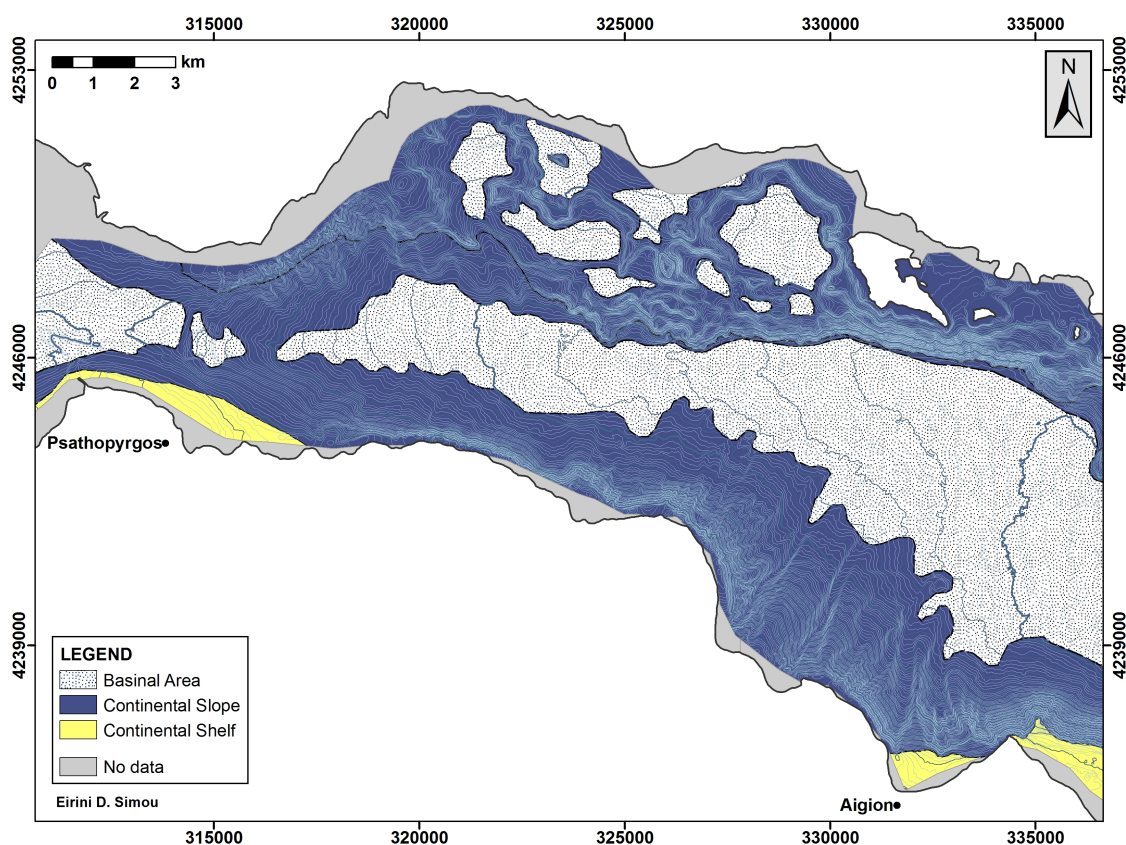 315000 320000 325000 330000 335000
4253000 4253000
km
0 1 2 3
N
4246000 4246000
Psathopyrgos
4239000 4239000
LEGEND
Basinal Area
Continental Slope
Continental Shelf
No data
Eirini D. Simou
Aigion
315000 320000 325000 330000 335000